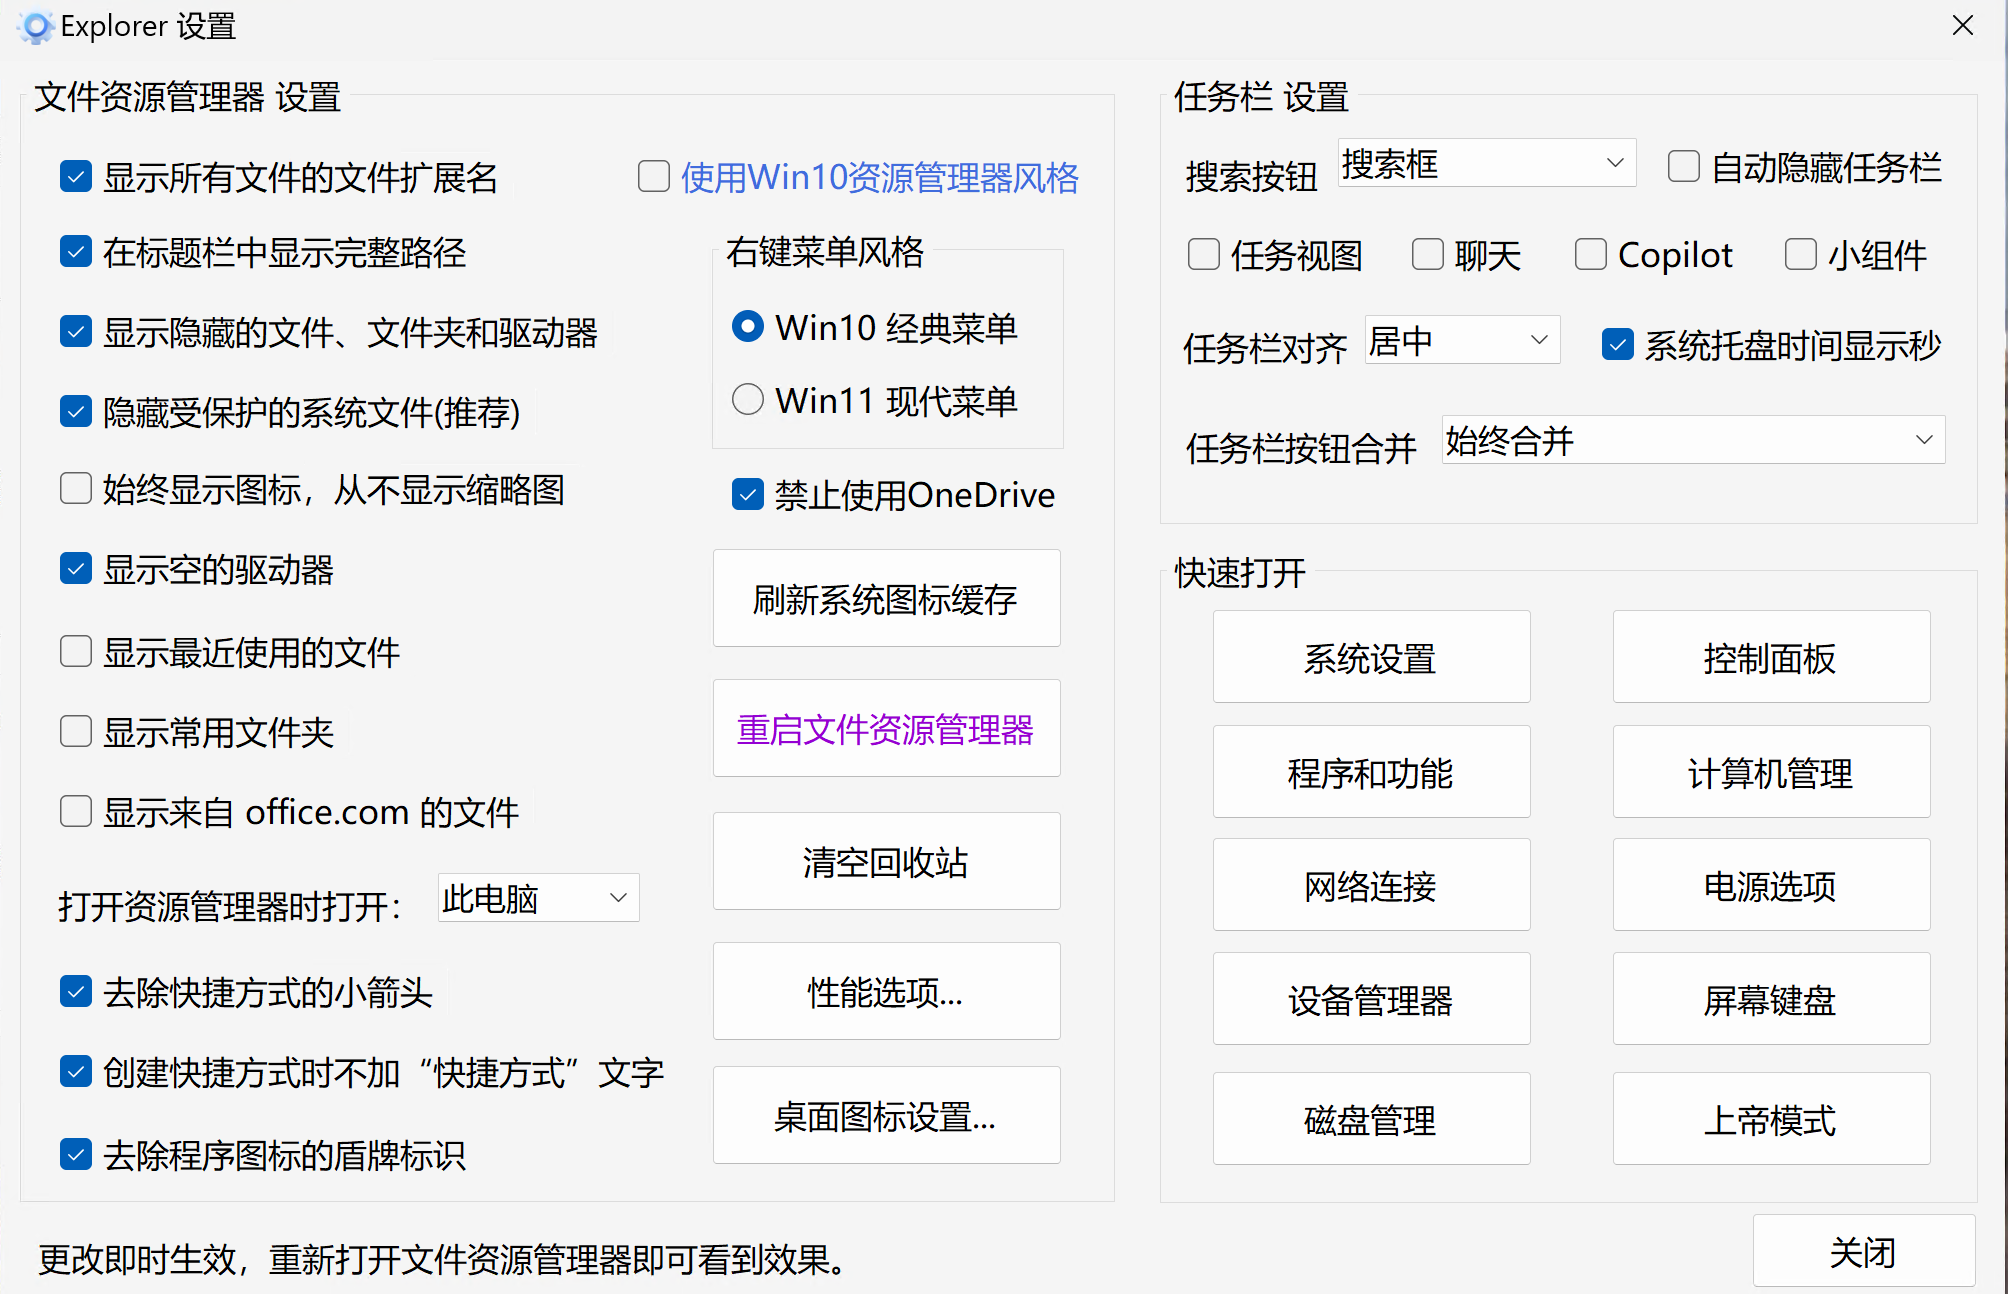 Explorer 设置
文件资源管理器 设置
显示所有文件的文件扩展名
使用Win10资源管理器风格
在标题栏中显示完整路径
显示隐藏的文件、文件夹和驱动器
隐藏受保护的系统文件(推荐)
始终显示图标，从不显示缩略图
显示空的驱动器
显示最近使用的文件
显示常用文件夹
显示来自 office.com 的文件
打开资源管理器时打开： 此电脑
去除快捷方式的小箭头
创建快捷方式时不加“快捷方式”文字
去除程序图标的盾牌标识
右键菜单风格
Win10 经典菜单
Win11 现代菜单
禁止使用OneDrive
刷新系统图标缓存
重启文件资源管理器
清空回收站
性能选项...
桌面图标设置...
任务栏 设置
搜索按钮 搜索框 自动隐藏任务栏
任务视图 聊天 Copilot 小组件
任务栏对齐 居中 系统托盘时间显示秒
任务栏按钮合并 始终合并
快速打开
系统设置 控制面板
程序和功能 计算机管理
网络连接 电源选项
设备管理器 屏幕键盘
磁盘管理 上帝模式
更改即时生效，重新打开文件资源管理器即可看到效果。
关闭